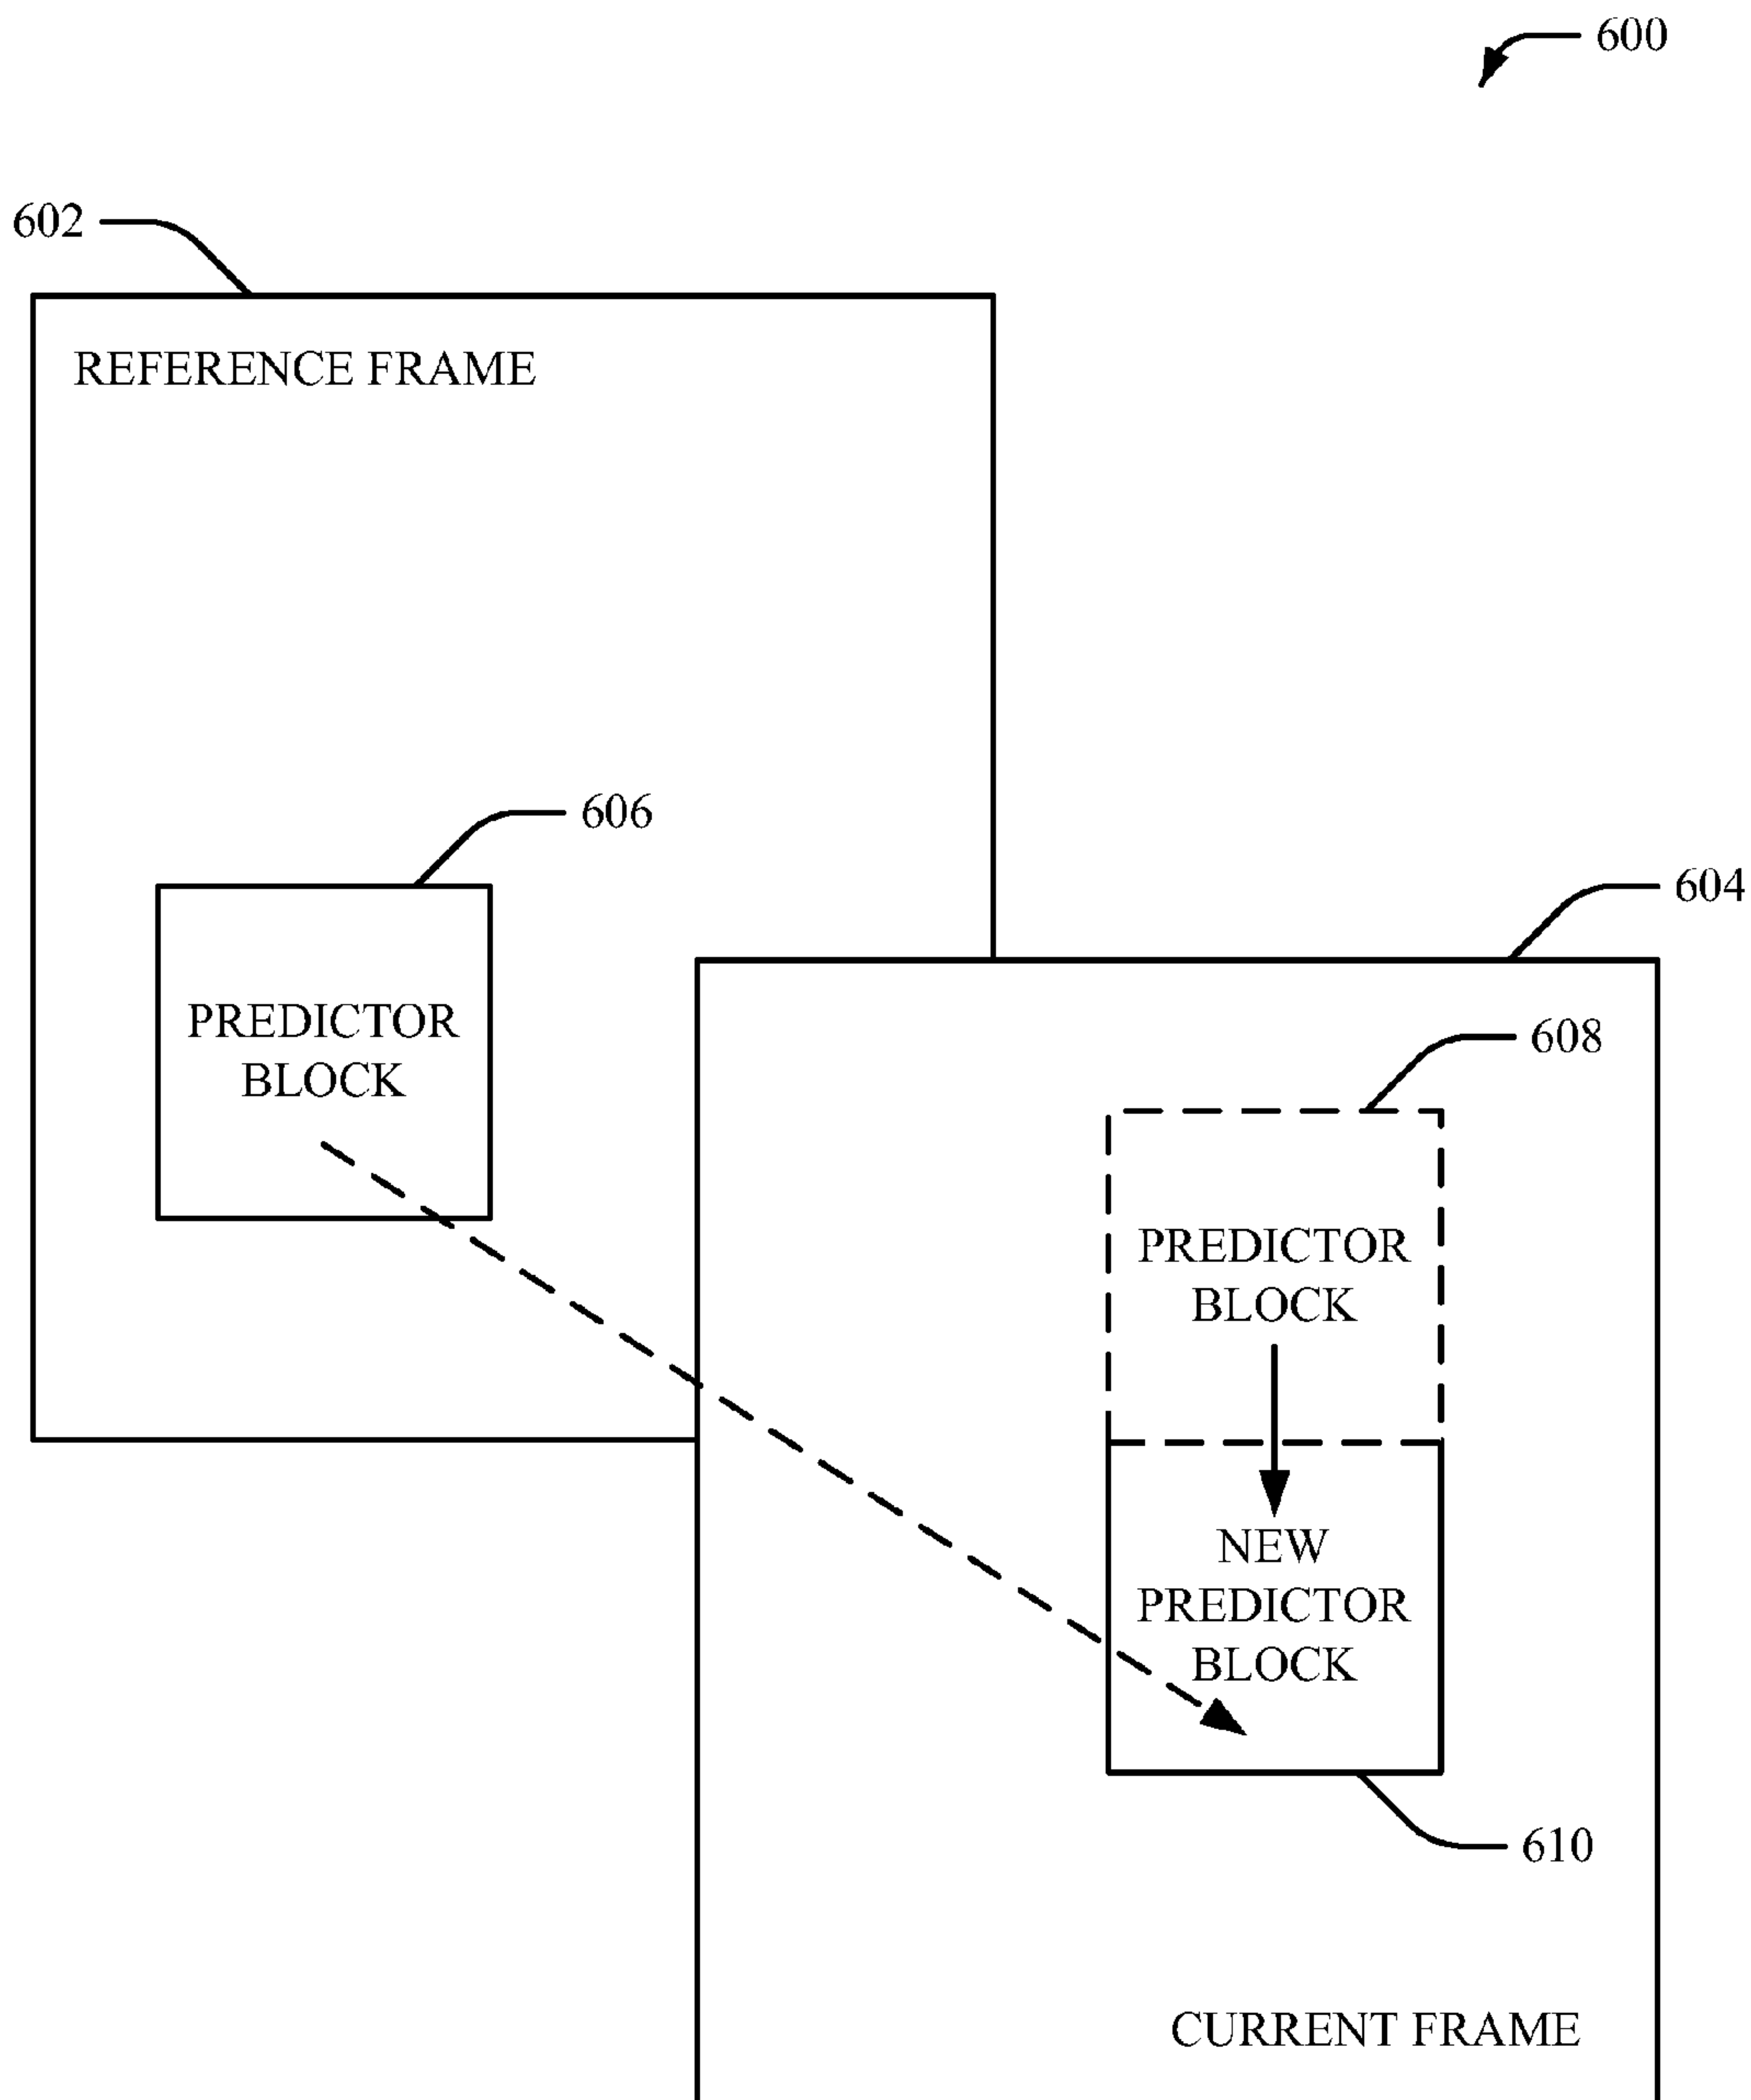 600
602
REFERENCE FRAME
606
604
PREDICTOR
BLOCK
608
PREDICTOR
BLOCK
NEW
PREDICTOR
BLOCK
610
CURRENT FRAME